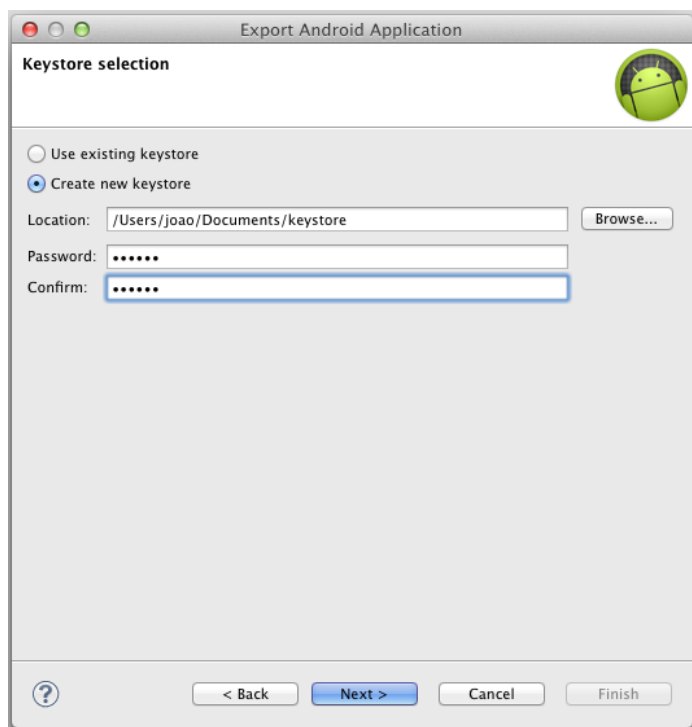 Export Android Application
Keystore selection
Use existing keystore
Create new keystore
Location: /Users/joao/Documents/keystore Browse...
Password: ••••••
Confirm: ••••••
? < Back Next > Cancel Finish